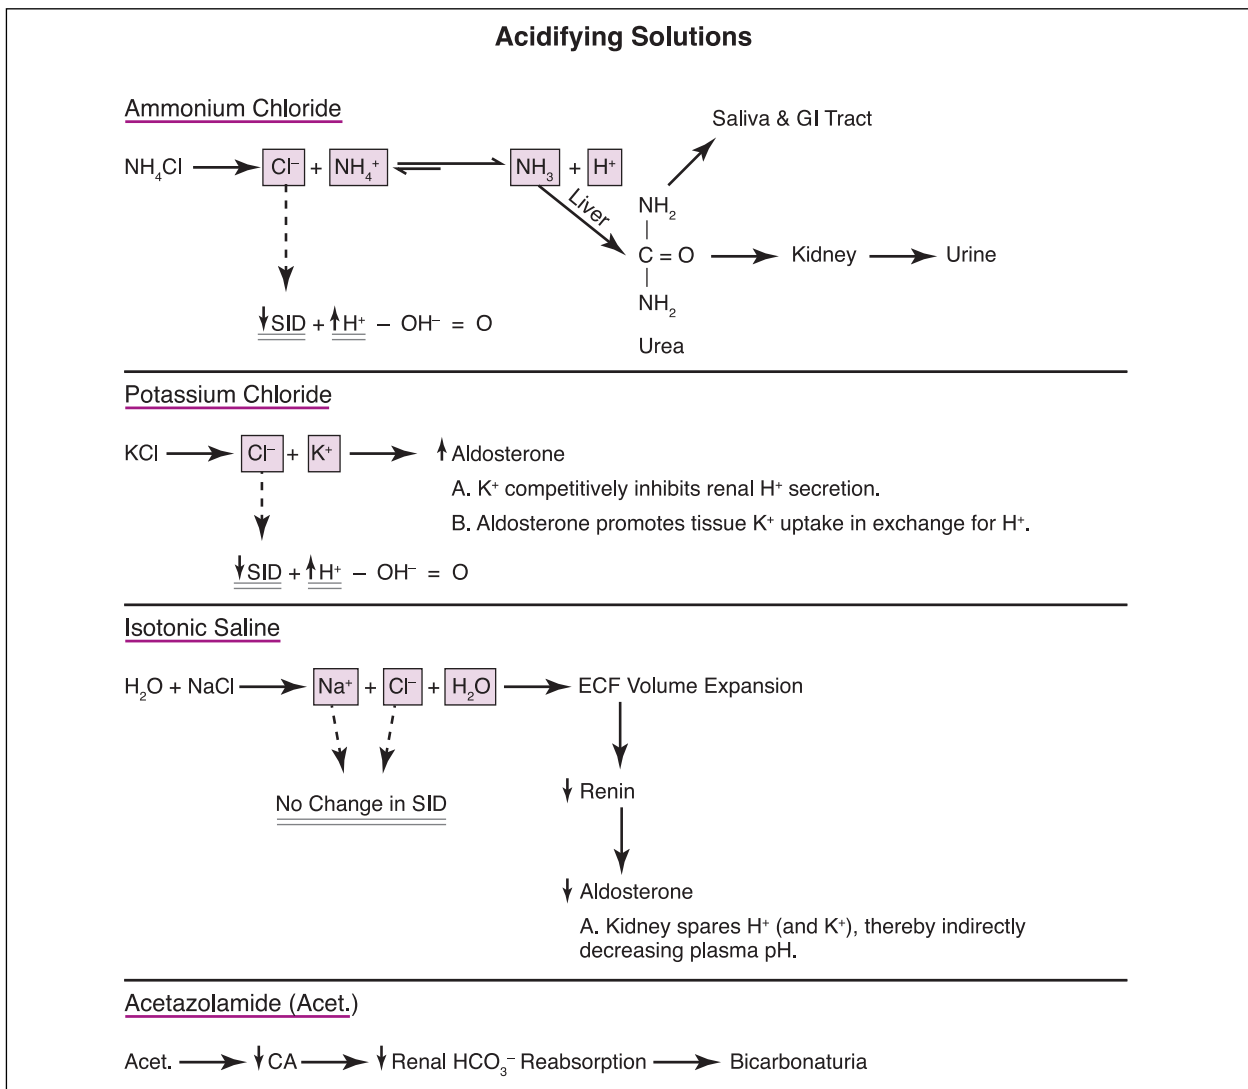 Acidifying Solutions
Ammonium Chloride
Saliva & GI Tract
NH₄Cl Cl⁻ + NH₄⁺ NH₃ + H⁺
Liver
NH₂
C = O Kidney Urine
NH₂
↓SID + ↑H⁺ – OH⁻ = O
Urea
Potassium Chloride
KCl Cl⁻ + K⁺ ↑Aldosterone
A. K⁺ competitively inhibits renal H⁺ secretion.
B. Aldosterone promotes tissue K⁺ uptake in exchange for H⁺.
↓SID + ↑H⁺ – OH⁻ = O
Isotonic Saline
H₂O + NaCl Na⁺ + Cl⁻ + H₂O ECF Volume Expansion
↓ Renin
No Change in SID
↓ Aldosterone
A. Kidney spares H⁺ (and K⁺), thereby indirectly
decreasing plasma pH.
Acetazolamide (Acet.)
Acet. ↓CA ↓Renal HCO₃⁻ Reabsorption Bicarbonaturia